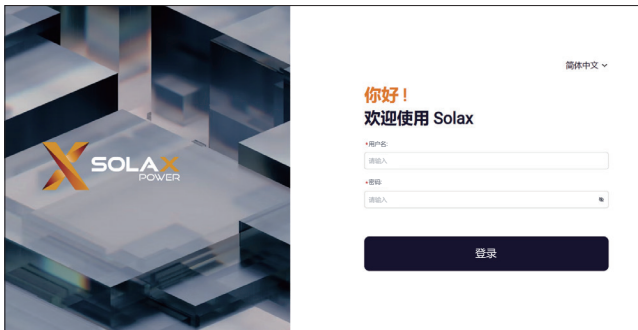 SOLAX
POWER
简体中文
你好！
欢迎使用 Solax
*用户名:
请输入
*密码:
请输入
登录